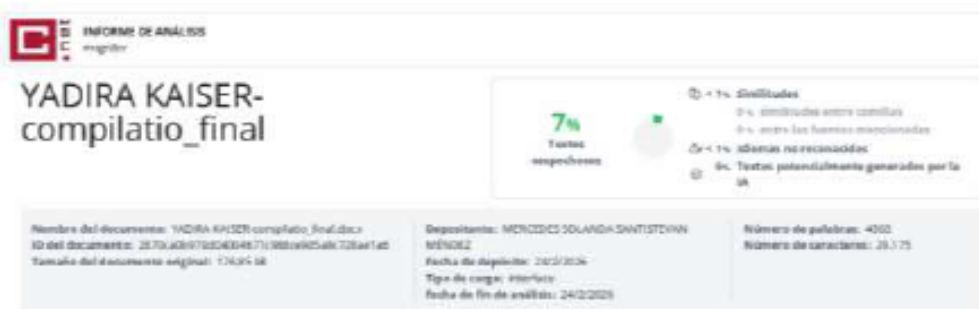 INFORME DE ANÁLISIS
magister
YADIRA KAISER-
compilatio_final
7%
Textos
sospechosos
< 1% Similitudes
0% similitudes entre comillas
0% entre las fuentes mencionadas
< 1% Idiomas no reconocidos
6% Textos potencialmente generados por la
IA
Nombre del documento: YADIRA KAISER-compilatio_final.docx
ID del documento:
Tamaño del documento original:
Depositante: MERCEDES SOLANDA SANTISTEVAN
MÉNDEZ
Fecha de depósito: 24/2/2026
Tipo de carga: interface
fecha de fin de análisis: 24/2/2026
Número de palabras:
Número de caracteres: 29.175